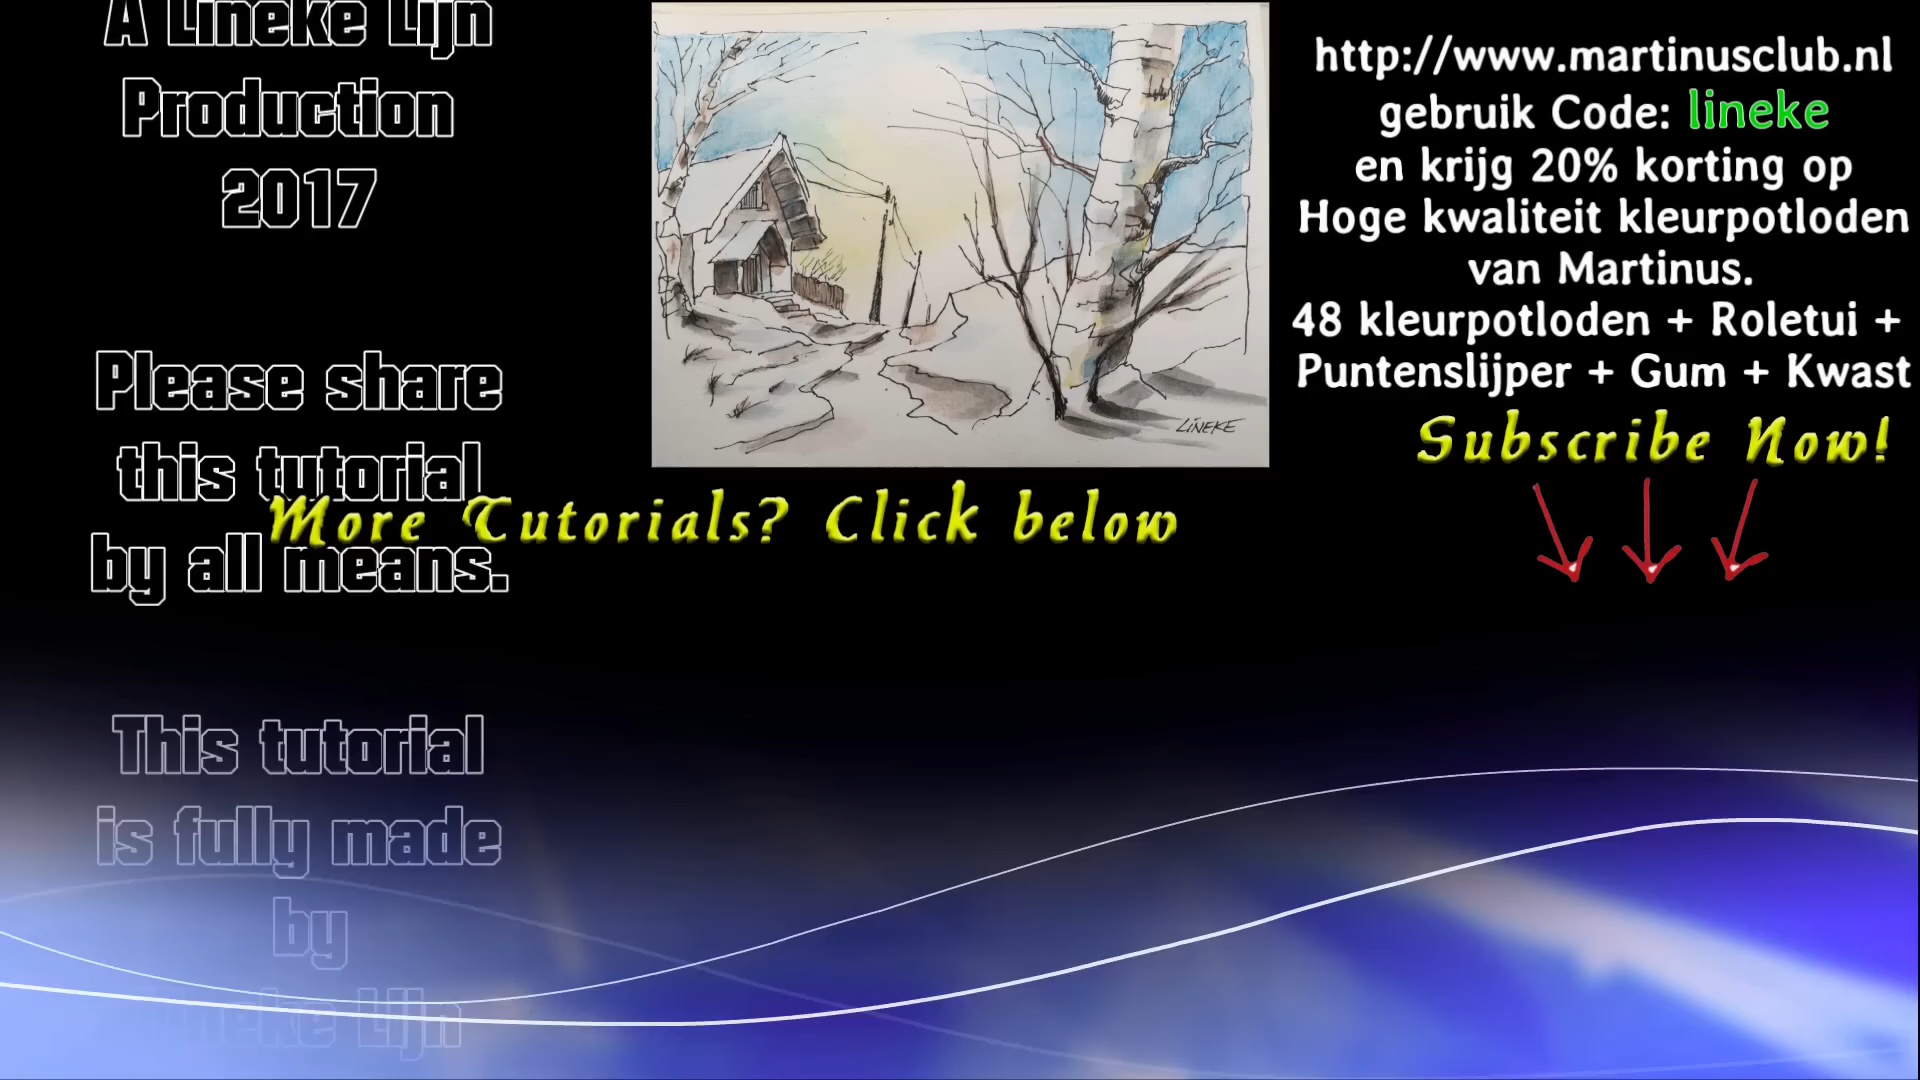 A Lineke Lijn
Production
2017
Please share
this tutorial
by all means.
This tutorial
is fully made
by
Lineke Lijn
LiNEKE
More Tutorials? Click below
http://www.martinusclub.nl
gebruik Code: lineke
en krijg 20% korting op
Hoge kwaliteit kleurpotloden
van Martinus.
48 kleurpotloden + Roletui +
Puntenslijper + Gum + Kwast
Subscribe Now!